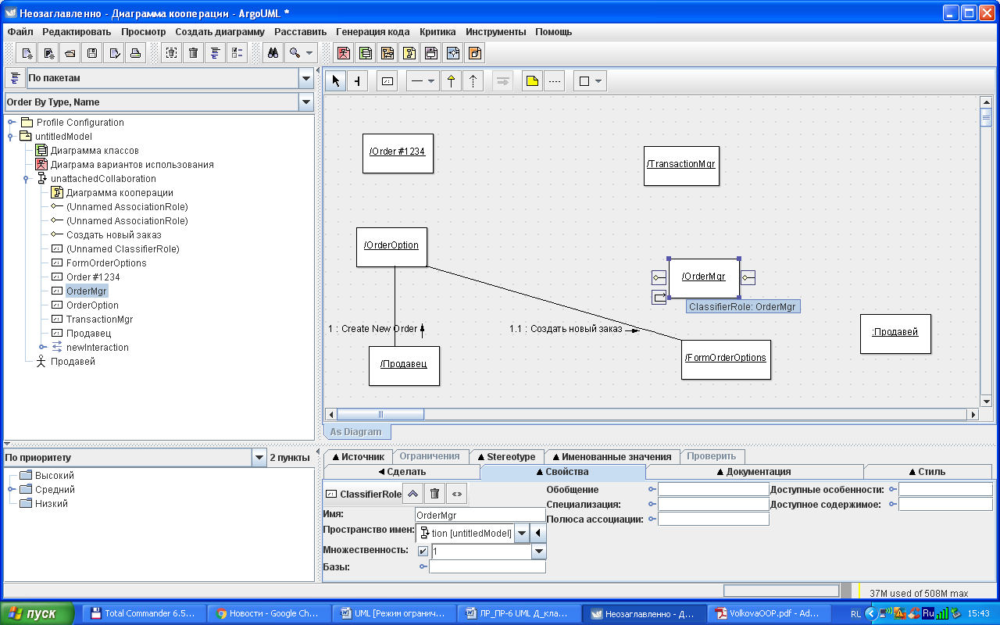 Неозаглавленно - Диаграмма кооперации - ArgoUML *
Файл Редактировать Просмотр Создать диаграмму Расставить Генерация кода Критика Инструменты Помощь
По пакетам
Order By Type, Name
Profile Configuration
untitledModel
Диаграмма классов
Диаграма вариантов использования
unattachedCollaboration
Диаграмма кооперации
(Unnamed AssociationRole)
(Unnamed AssociationRole)
Создать новый заказ
(Unnamed ClassifierRole)
FormOrderOptions
Order #1234
OrderMgr
OrderOption
TransactionMgr
Продавец
newInteraction
Продавей
/Order #1234
/TransactionMgr
/OrderOption
/OrderMgr
ClassifierRole: OrderMgr
1 : Create New Order
1.1 : Создать новый заказ
:Продавей
/Продавец
/FormOrderOptions
As Diagram
По приоритету 2 пункты
Высокий
Средний
Низкий
Источник Ограничения Stereotype Именованные значения Проверить
Сделать Свойства Документация Стиль
ClassifierRole
Имя: OrderMgr
Пространство имен: tion [untitledModel]
Множественность: 1
Базы:
Обобщение
Специализация:
Полюса ассоциации:
Доступные особенности:
Доступное содержимое:
37M used of 508M max
пуск
Total Commander 6.5...
Новости - Google Ch...
UML [Режим огранич...
ЛР_ПР-6 UML Д_кла...
Неозаглавленно - Д...
VolkovaOOP.pdf - Ad...
RL
Ru
15:43